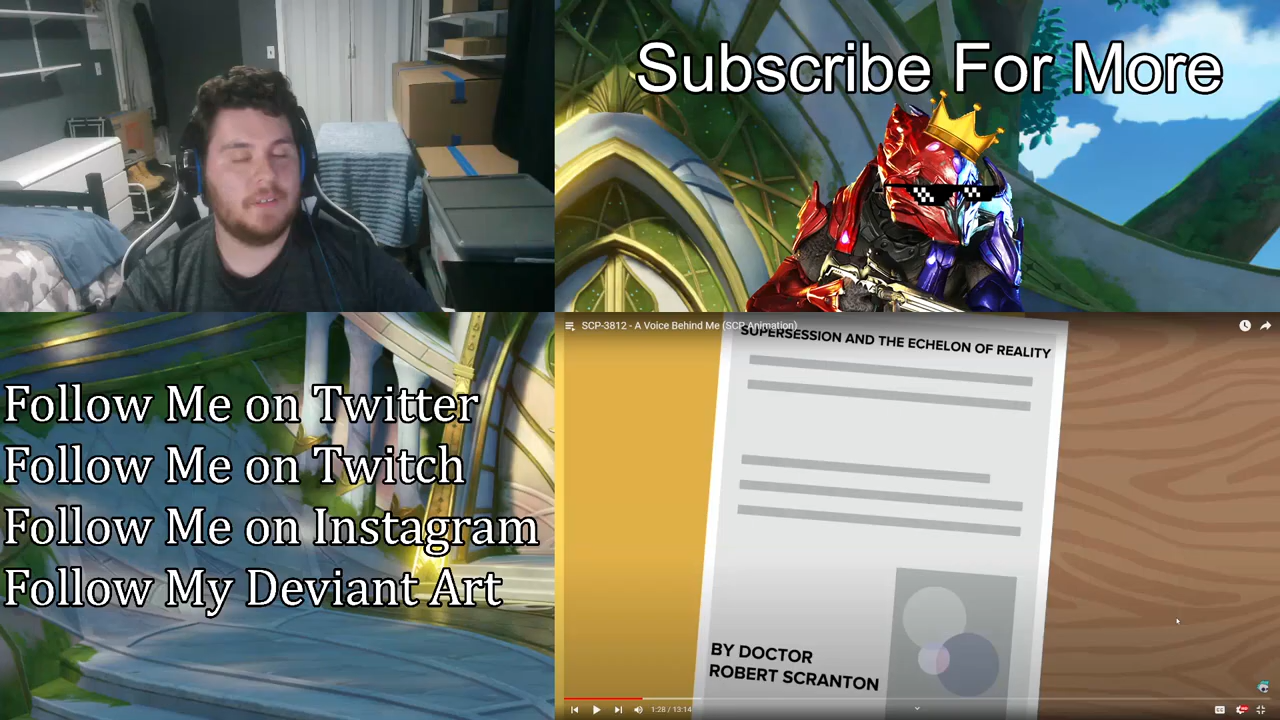 Subscribe For More
SCP-3812 - A Voice Behind Me (SCP Animation)
SUPERSESSION AND THE ECHELON OF REALITY
Follow Me on Twitter
Follow Me on Twitch
Follow Me on Instagram
Follow My Deviant Art
BY DOCTOR
ROBERT SCRANTON
1:28 / 13:14